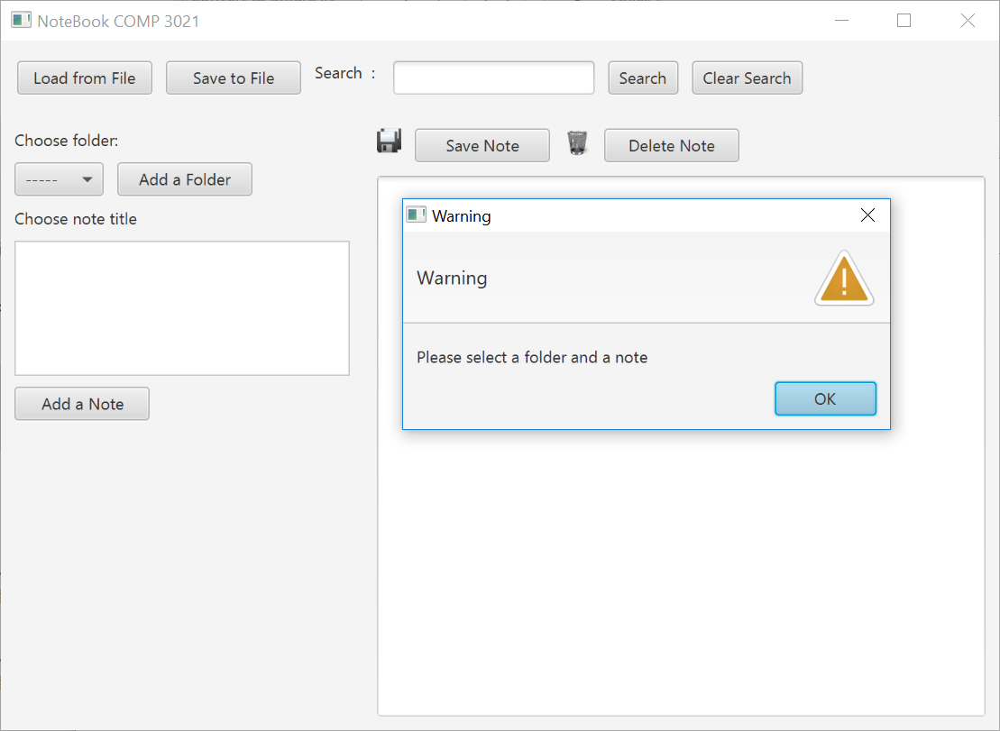 NoteBook COMP 3021
Load from File
Save to File
Search :
Search
Clear Search
Choose folder:
-----
Add a Folder
Choose note title
Add a Note
Save Note
Delete Note
Warning
Warning
Please select a folder and a note
OK